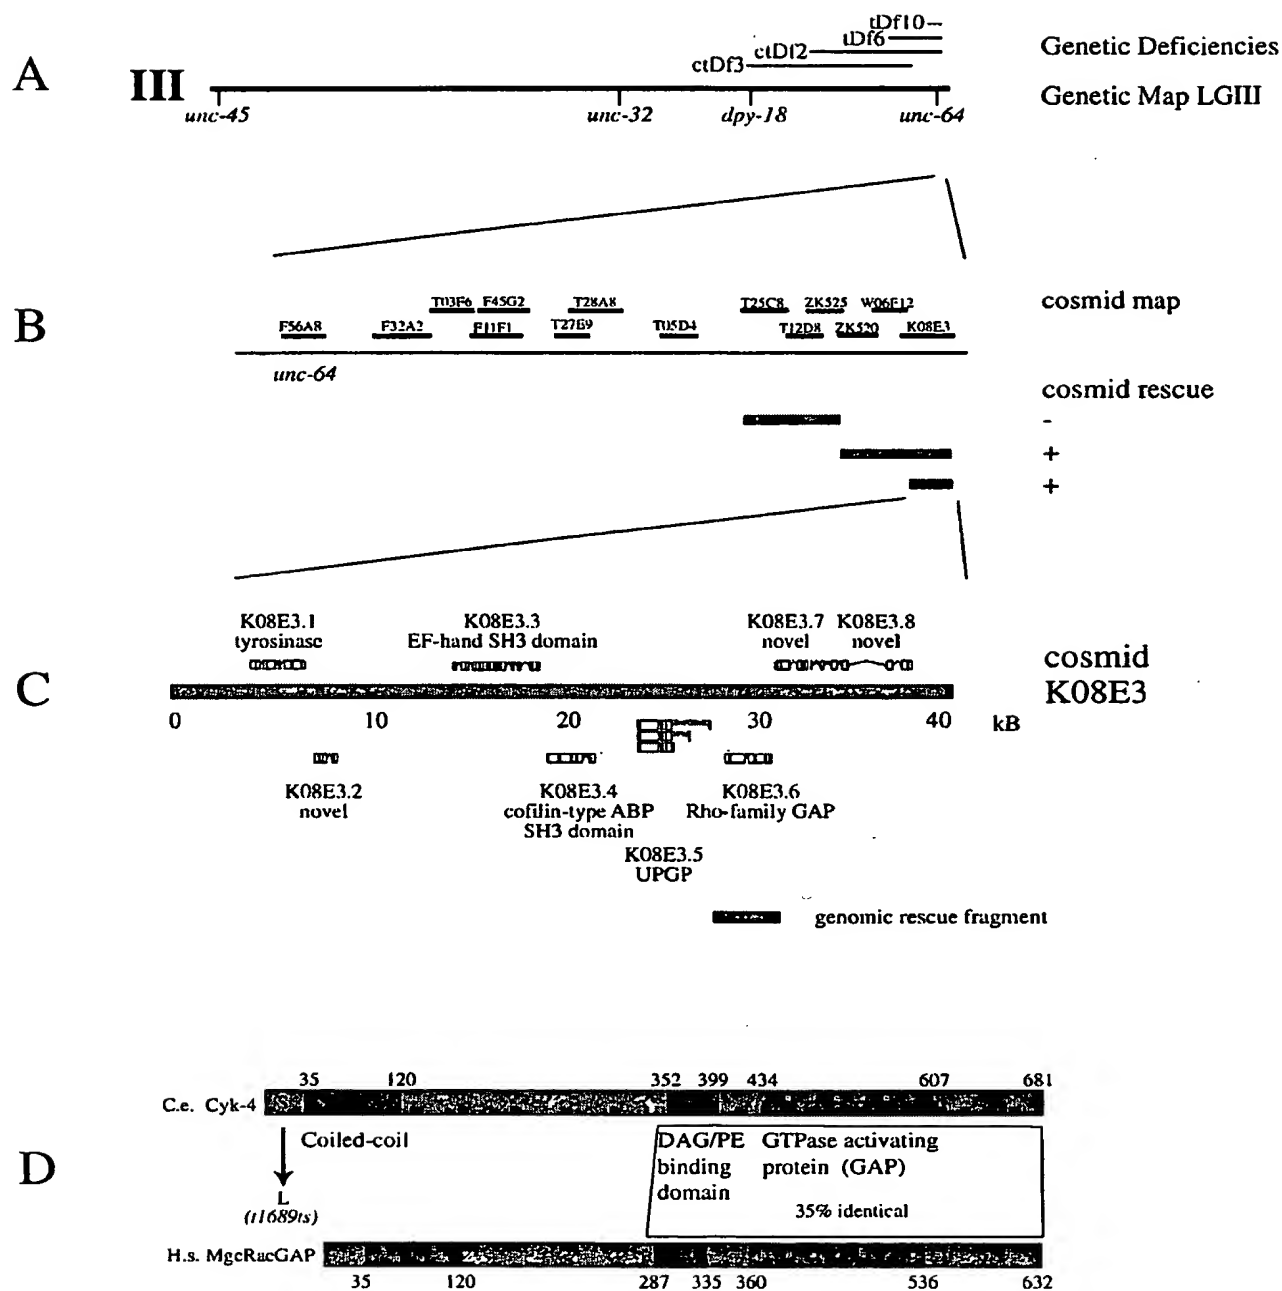 A
III
tDf10
tDf6
ctDf2
ctDf3
Genetic Deficiencies
Genetic Map LGIII
unc-45
unc-32
dpy-18
unc-64
B
T03F6
F45G2
T28A8
T25C8
ZK525
W06F12
cosmid map
F56A8
F32A2
F11F1
T27E9
T05D4
T12D8
ZK520
K08E3
unc-64
cosmid rescue
-
+
+
C
K08E3.1
tyrosinase
K08E3.3
EF-hand SH3 domain
K08E3.7
novel
K08E3.8
novel
cosmid
K08E3
0
10
20
30
40
kB
K08E3.2
novel
K08E3.4
cofilin-type ABP
SH3 domain
K08E3.5
UPGP
K08E3.6
Rho-family GAP
genomic rescue fragment
D
35
120
352
399
434
607
681
C.e. Cyk-4
S
Coiled-coil
L
(t1689ts)
DAG/PE
binding
domain
GTPase activating
protein (GAP)
35% identical
H.s. MgcRacGAP
35
120
287
335
360
536
632